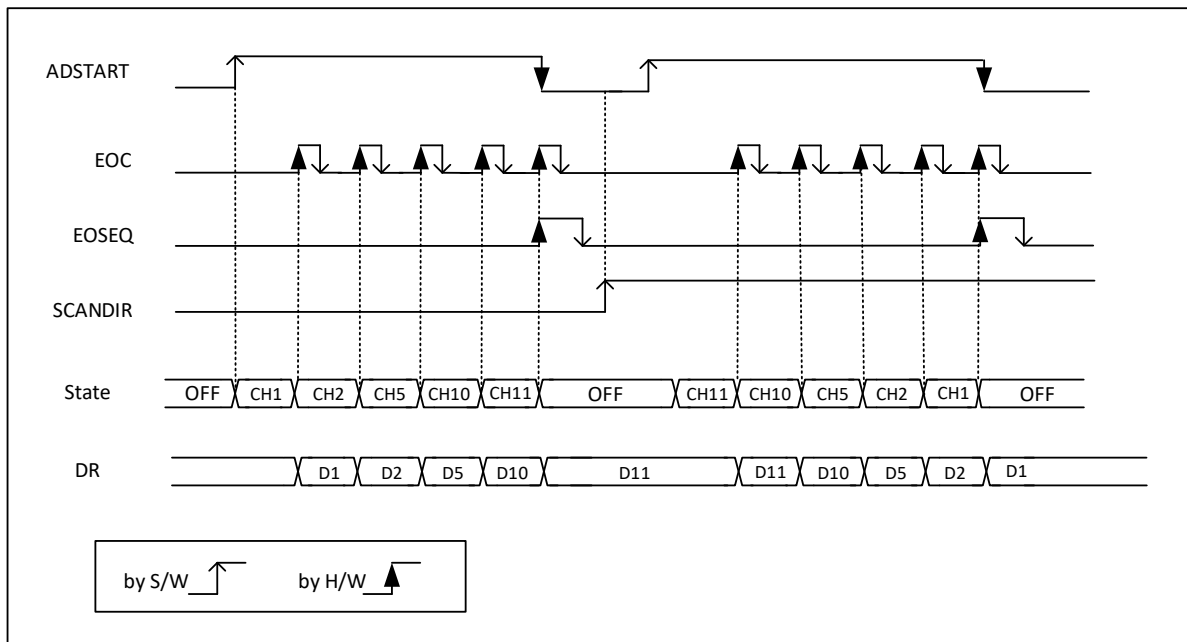 ADSTART
EOC
EOSEQ
SCANDIR
State OFF CH1 CH2 CH5 CH10 CH11 OFF CH11 CH10 CH5 CH2 CH1 OFF
DR D1 D2 D5 D10 D11 D11 D10 D5 D2 D1
by S/W by H/W